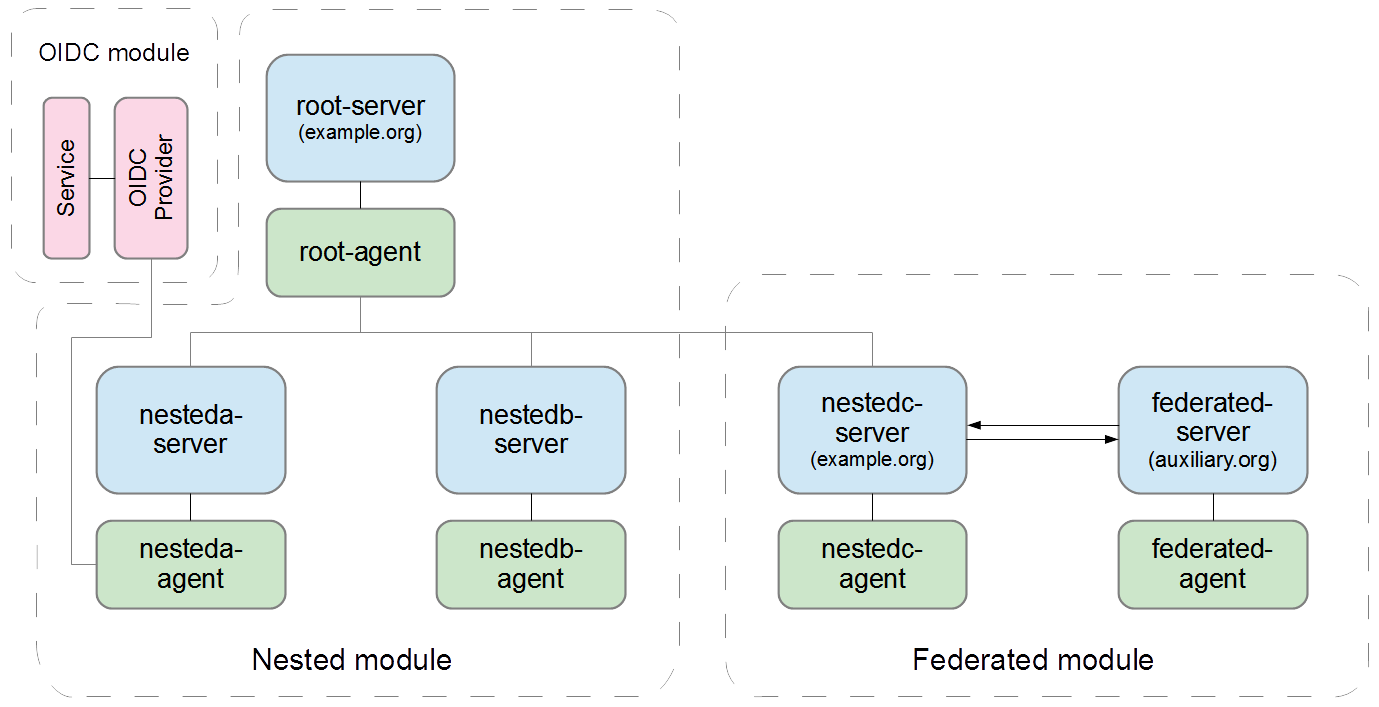 OIDC module
Service
OIDC
Provider
root-server
(example.org)
root-agent
nesteda-
server
nestedb-
server
nestedc-
server
(example.org)
federated-
server
(auxiliary.org)
nesteda-
agent
nestedb-
agent
nestedc-
agent
federated-
agent
Nested module
Federated module